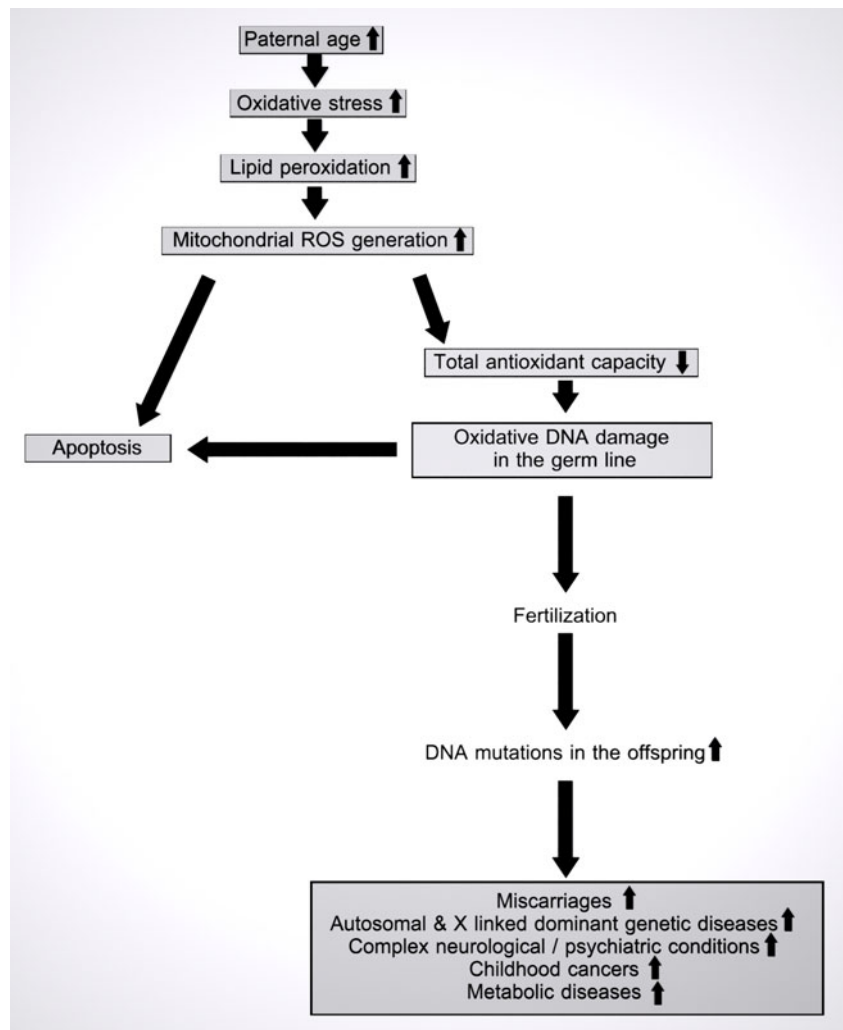 Paternal age ↑
Oxidative stress ↑
Lipid peroxidation ↑
Mitochondrial ROS generation ↑
Total antioxidant capacity ↓
Apoptosis
Oxidative DNA damage
in the germ line
Fertilization
DNA mutations in the offspring ↑
Miscarriages ↑
Autosomal & X linked dominant genetic diseases ↑
Complex neurological / psychiatric conditions ↑
Childhood cancers ↑
Metabolic diseases ↑